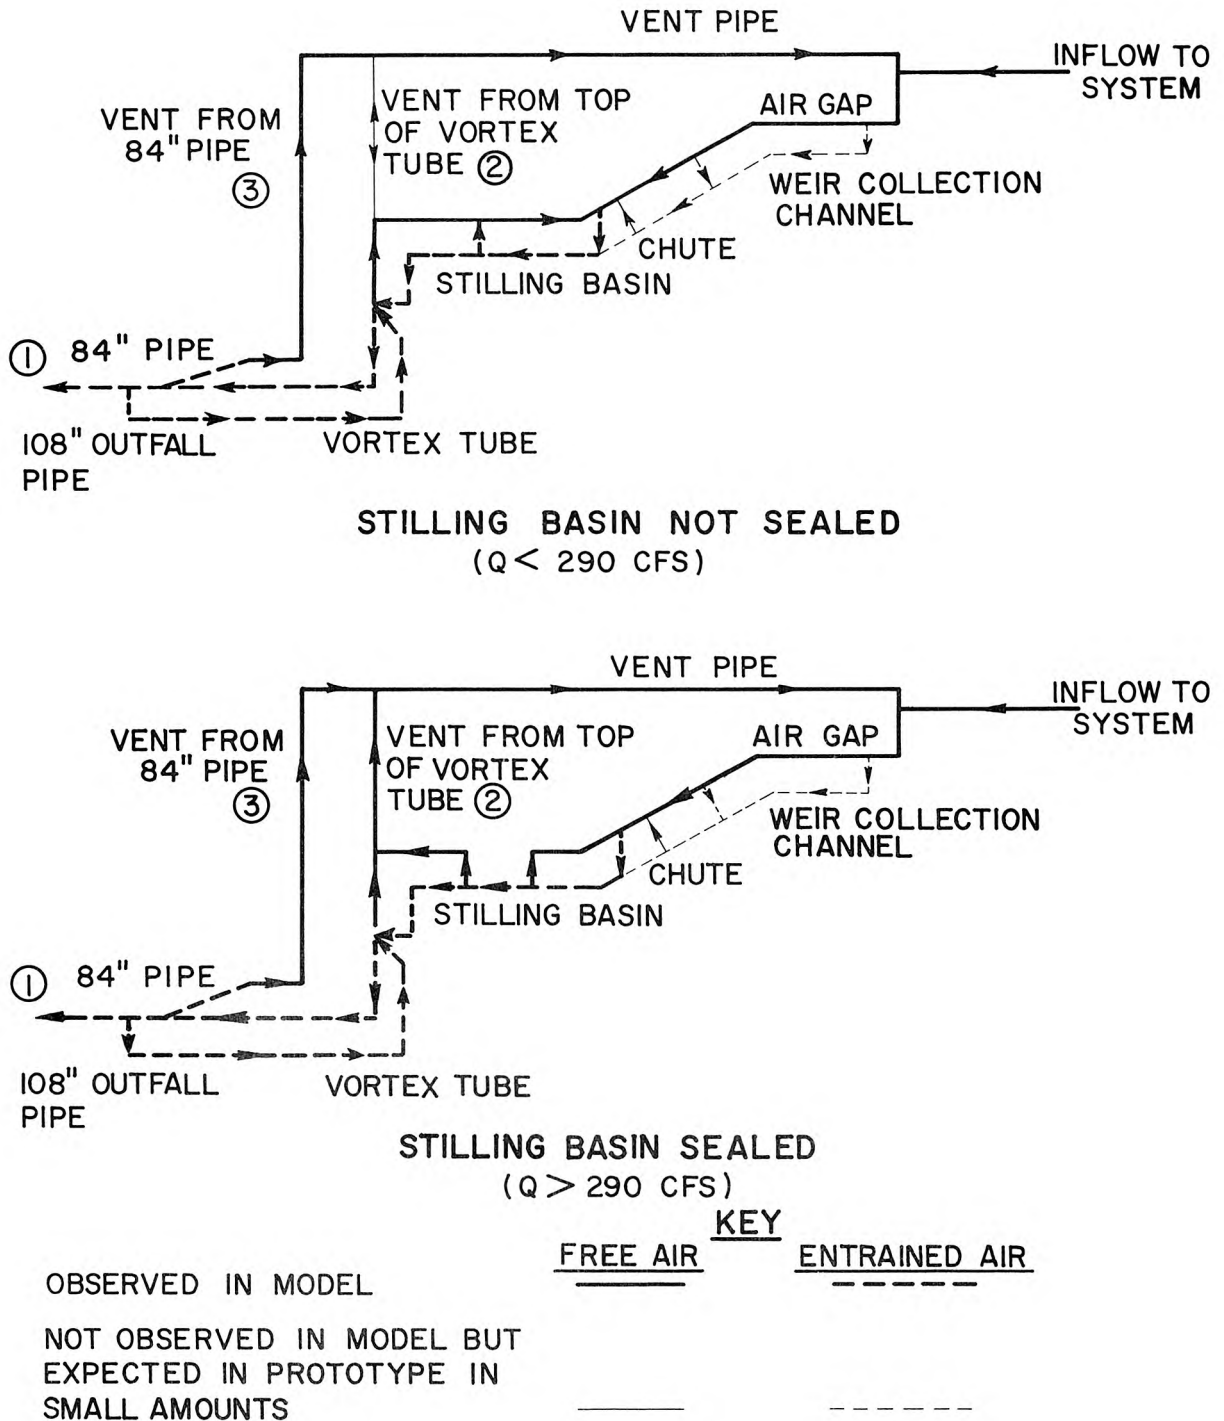 VENT PIPE
INFLOW TO
SYSTEM
VENT FROM
84" PIPE
③
VENT FROM TOP
OF VORTEX
TUBE ②
AIR GAP
WEIR COLLECTION
CHANNEL
CHUTE
STILLING BASIN
① 84" PIPE
108" OUTFALL
PIPE
VORTEX TUBE
STILLING BASIN NOT SEALED
(Q < 290 CFS)
VENT PIPE
INFLOW TO
SYSTEM
VENT FROM
84" PIPE
③
VENT FROM TOP
OF VORTEX
TUBE ②
AIR GAP
WEIR COLLECTION
CHANNEL
CHUTE
STILLING BASIN
① 84" PIPE
108" OUTFALL
PIPE
VORTEX TUBE
STILLING BASIN SEALED
(Q > 290 CFS)
KEY
FREE AIR
ENTRAINED AIR
OBSERVED IN MODEL
NOT OBSERVED IN MODEL BUT
EXPECTED IN PROTOTYPE IN
SMALL AMOUNTS